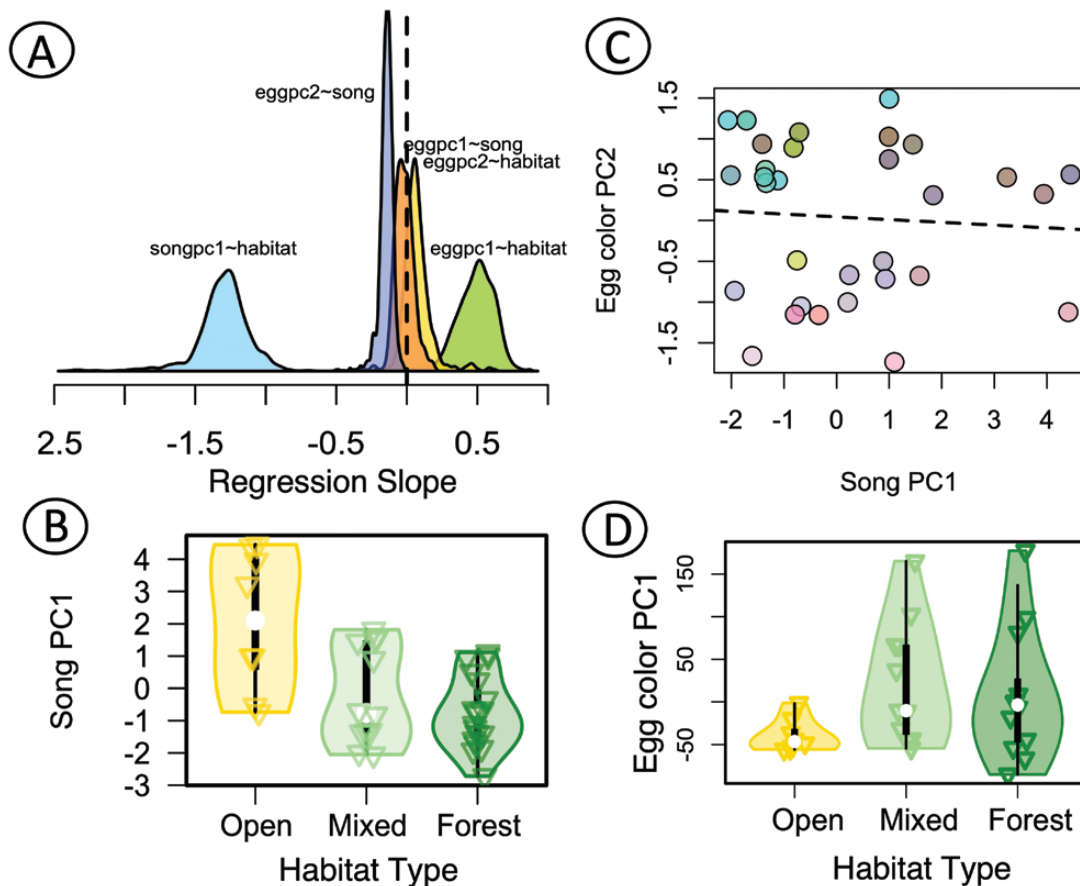 A
eggpc2~song
eggpc1~song
eggpc2~habitat
songpc1~habitat
eggpc1~habitat
2.5 -1.5 -0.5 0.5
Regression Slope
C
Egg color PC2
1.5
0.5
-0.5
-1.5
-2 -1 0 1 2 3 4
Song PC1
B
Song PC1
4
3
2
1
0
-1
-2
-3
Open Mixed Forest
Habitat Type
D
Egg color PC1
150
50
-50
Open Mixed Forest
Habitat Type